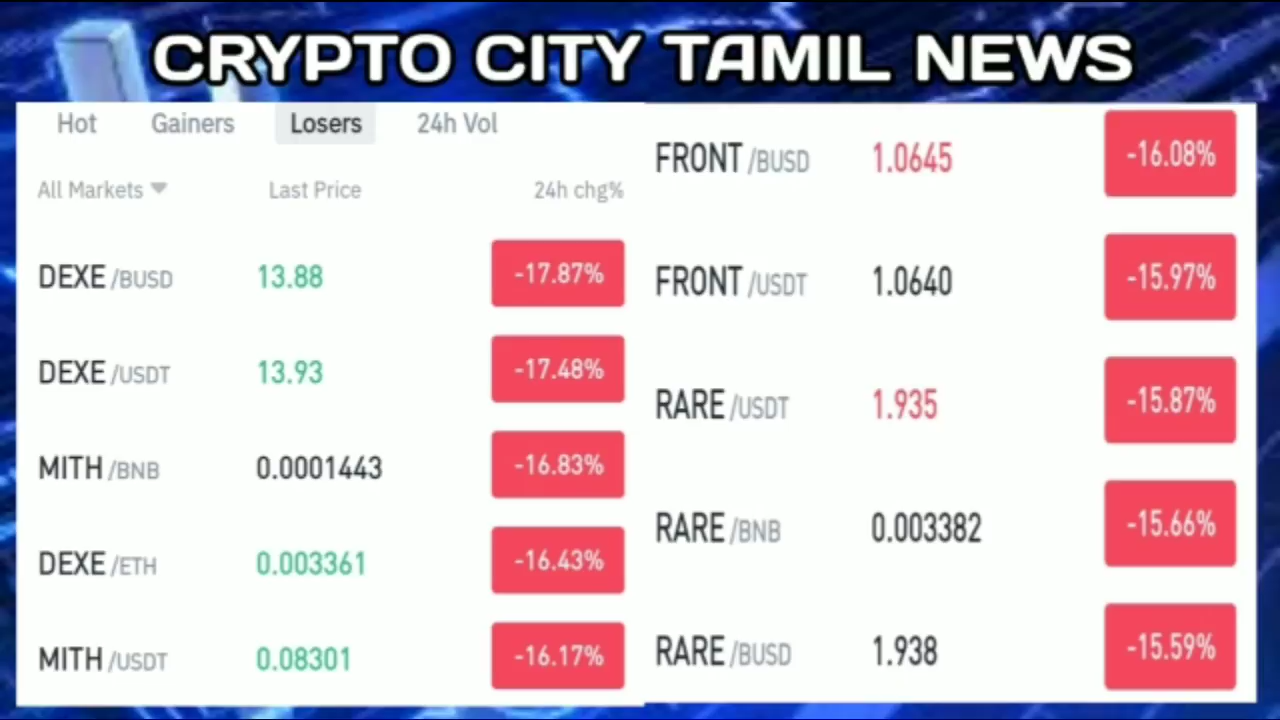 CRYPTO CITY TAMIL NEWS
Hot Gainers Losers 24h Vol
All Markets Last Price 24h chg%
DEXE /BUSD 13.88 -17.87%
DEXE /USDT 13.93 -17.48%
MITH /BNB 0.0001443 -16.83%
DEXE /ETH 0.003361 -16.43%
MITH /USDT 0.08301 -16.17%
FRONT /BUSD 1.0645 -16.08%
FRONT /USDT 1.0640 -15.97%
RARE /USDT 1.935 -15.87%
RARE /BNB 0.003382 -15.66%
RARE /BUSD 1.938 -15.59%